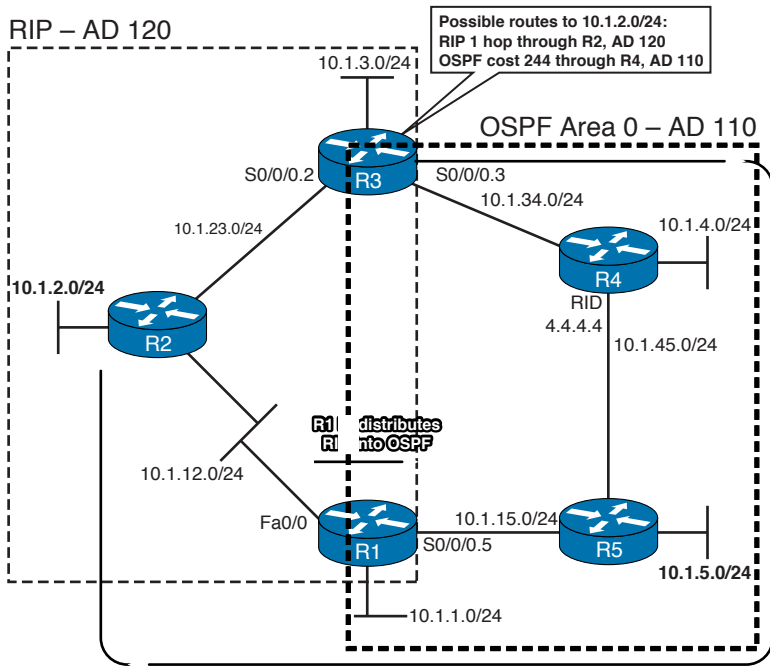 RIP – AD 120
Possible routes to 10.1.2.0/24:
RIP 1 hop through R2, AD 120
OSPF cost 244 through R4, AD 110
10.1.3.0/24
OSPF Area 0 – AD 110
S0/0/0.2
R3
S0/0/0.3
10.1.34.0/24
10.1.23.0/24
10.1.4.0/24
R4
10.1.2.0/24
RID
4.4.4.4
R2
10.1.45.0/24
R1
into OSPF
10.1.12.0/24
Fa0/0
10.1.15.0/24
R1
S0/0/0.5
R5
10.1.5.0/24
10.1.1.0/24